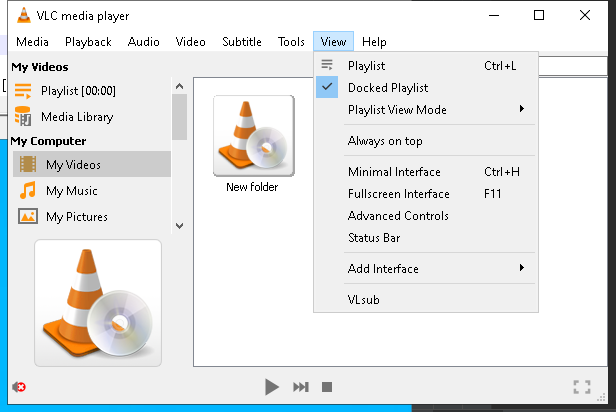 VLC media player
Media Playback Audio Video Subtitle Tools View Help
My Videos
Playlist [00:00]
Media Library
My Computer
My Videos
My Music
My Pictures
New folder
Playlist Ctrl+L
Docked Playlist
Playlist View Mode
Always on top
Minimal Interface Ctrl+H
Fullscreen Interface F11
Advanced Controls
Status Bar
Add Interface
VLsub